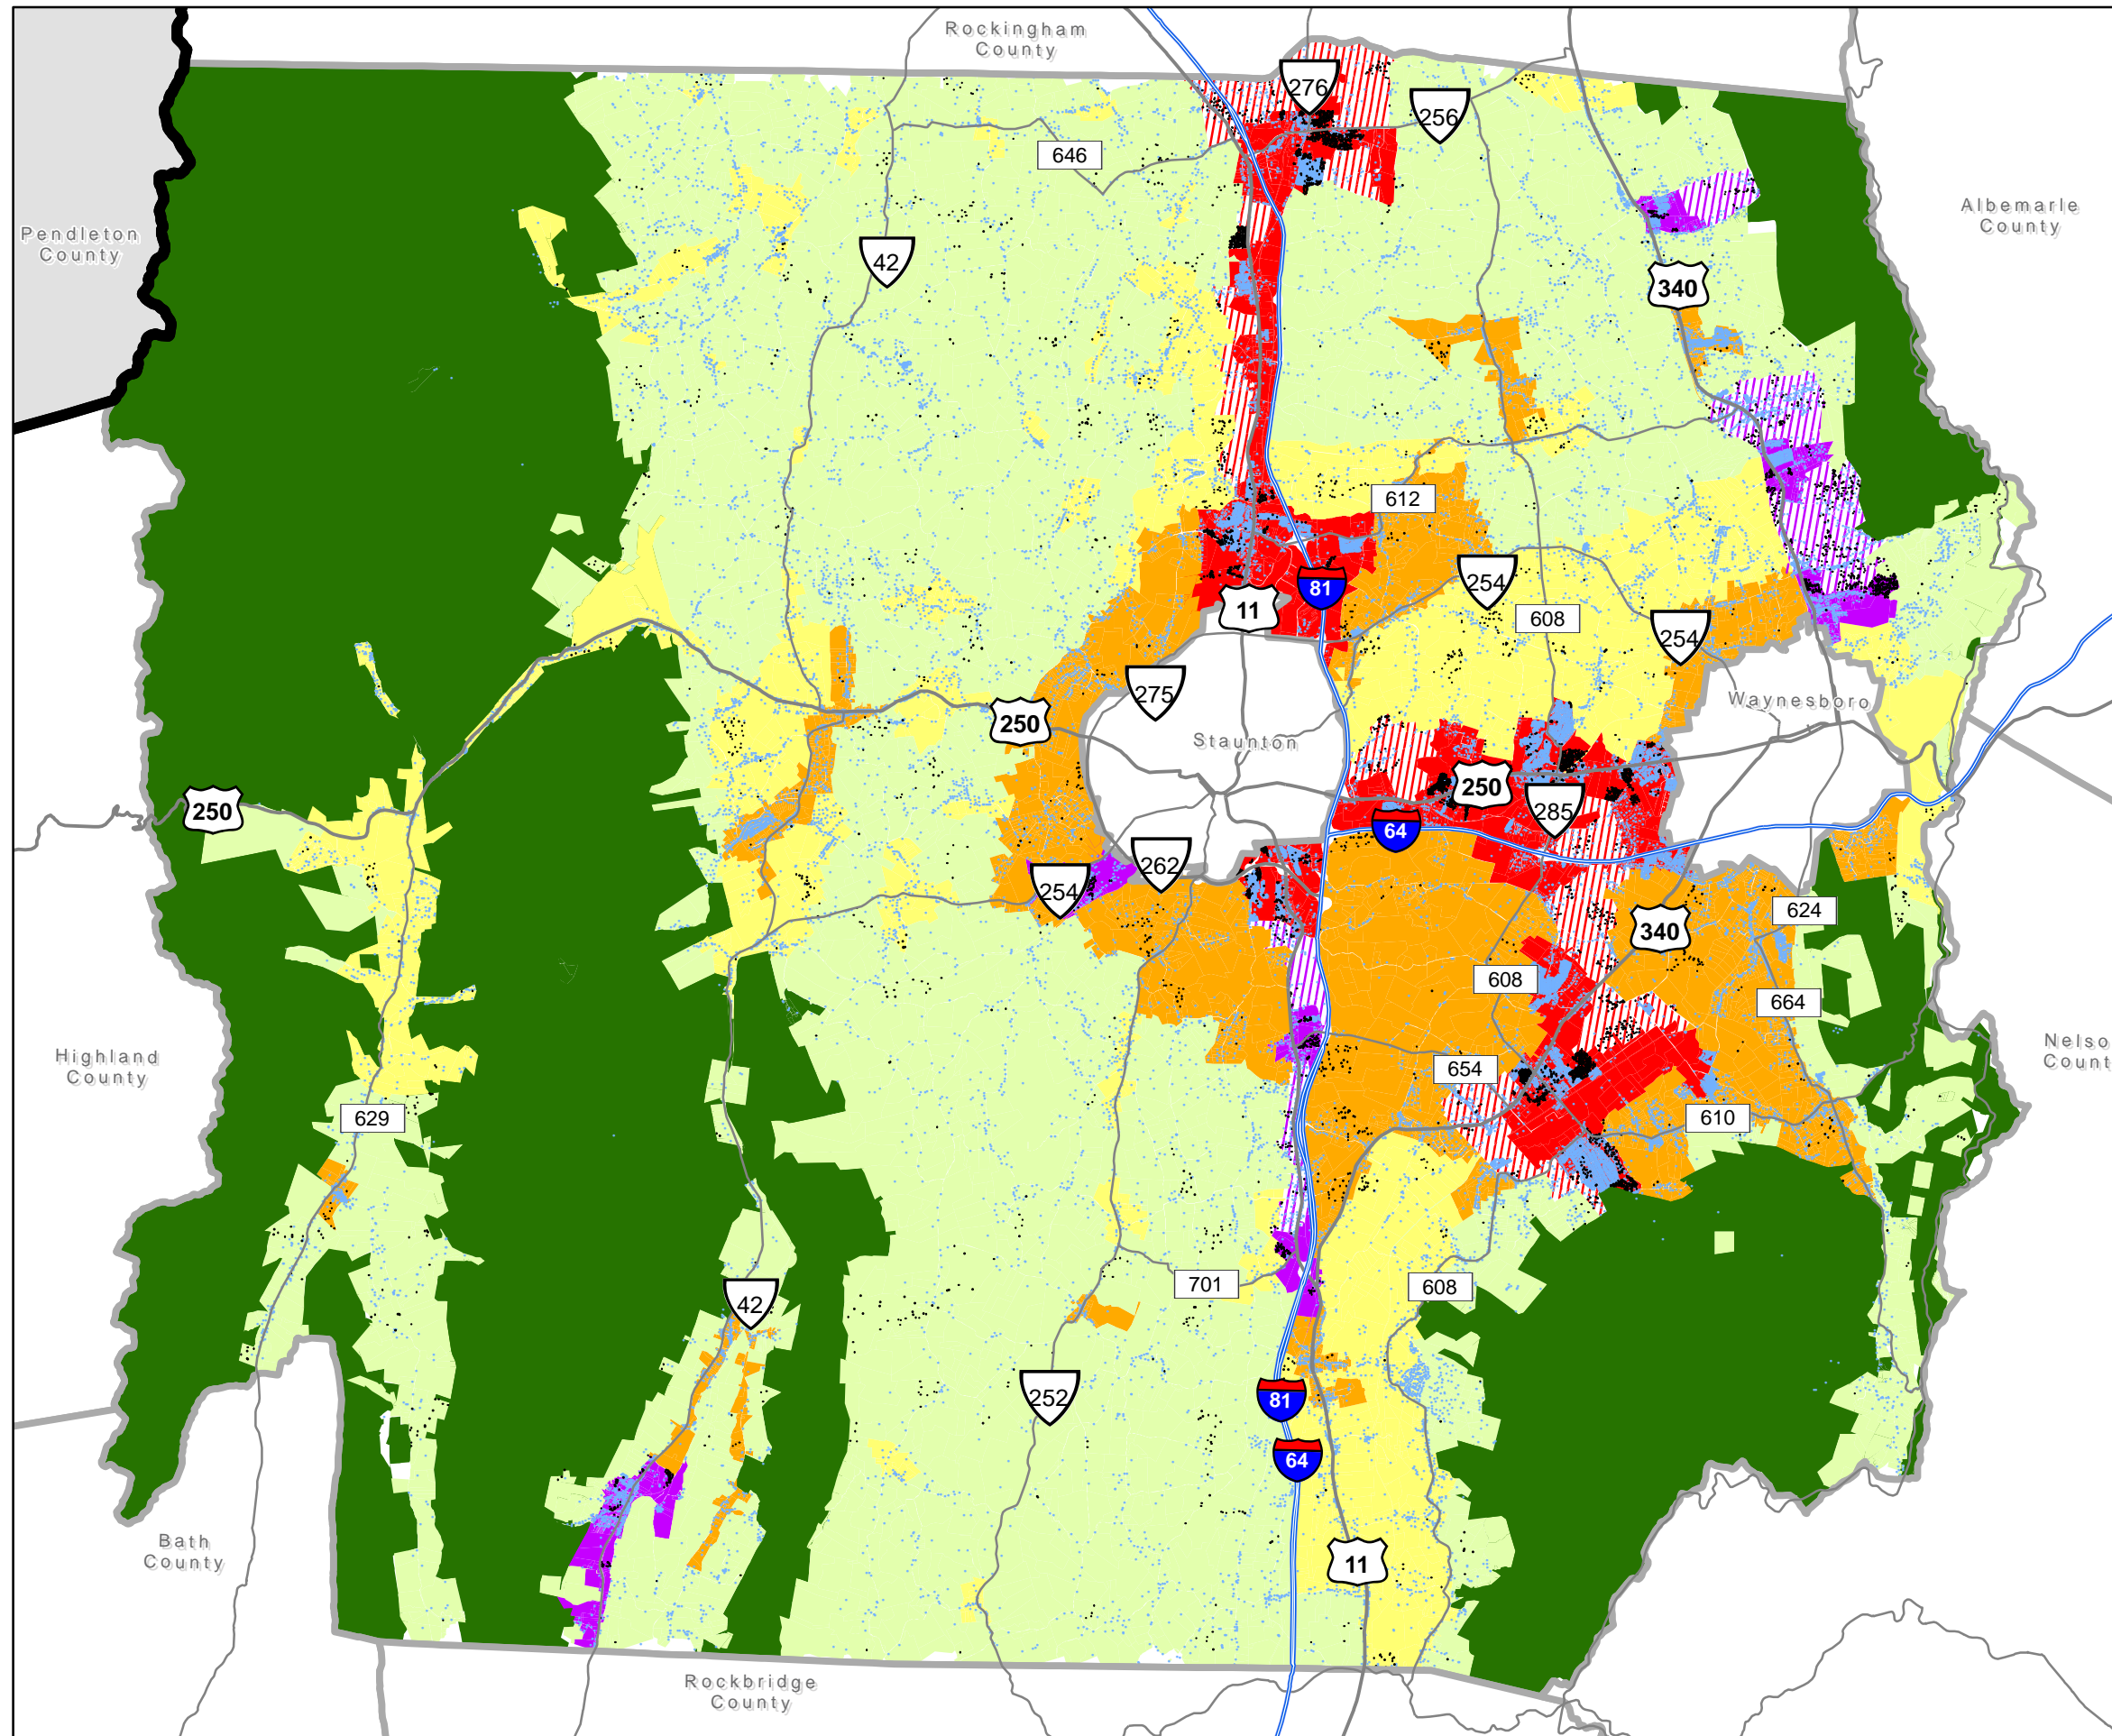 Rockingham
County
276
256
646
Albemarle
County
Pendleton
County
42
340
612
254
81
11
608
254
275
250
Waynesboro
Staunton
250
285
250
64
262
254
624
340
608
664
Highland
County
Nelso
Count
654
629
610
701
608
42
252
81
64
Bath
County
11
Rockbridge
County